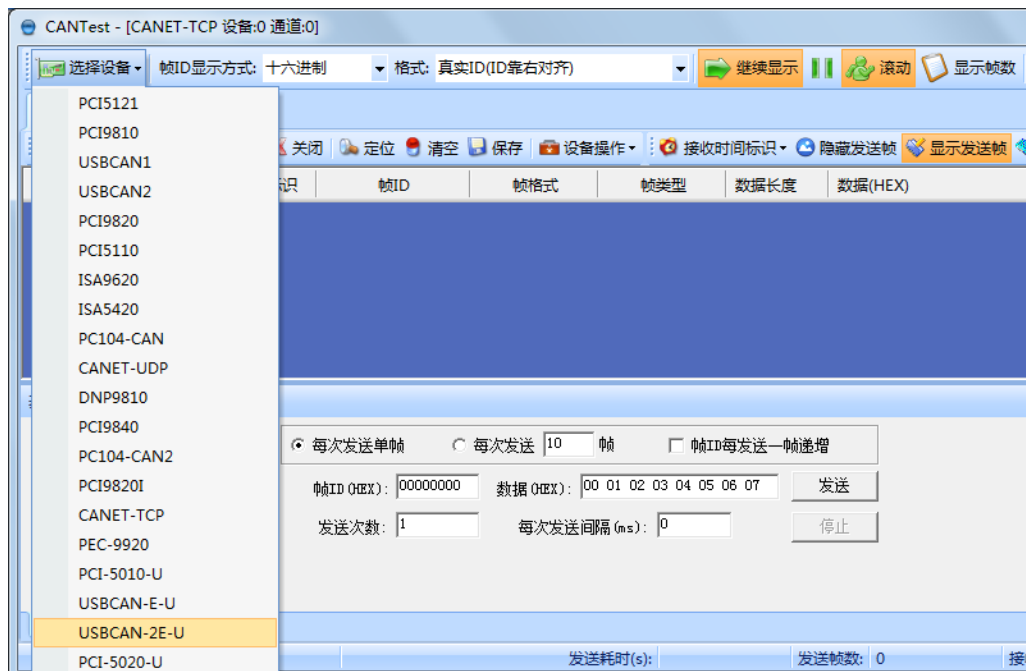 CANTest - [CANET-TCP 设备:0 通道:0]
选择设备 帧ID显示方式: 十六进制 格式: 真实ID(ID靠右对齐) 继续显示 滚动 显示帧数
PCI5121
PCI9810
USBCAN1
USBCAN2
PCI9820
PCI5110
ISA9620
ISA5420
PC104-CAN
CANET-UDP
DNP9810
PCI9840
PC104-CAN2
PCI9820I
CANET-TCP
PEC-9920
PCI-5010-U
USBCAN-E-U
USBCAN-2E-U
PCI-5020-U
关闭 定位 清空 保存 设备操作 接收时间标识 隐藏发送帧 显示发送帧
识 帧ID 帧格式 帧类型 数据长度 数据(HEX)
每次发送单帧 每次发送 10 帧 帧ID每发送一帧递增
帧ID(HEX): 00000000 数据(HEX): 00 01 02 03 04 05 06 07 发送
发送次数: 1 每次发送间隔(ms): 0 停止
发送耗时(s): 发送帧数: 0 接